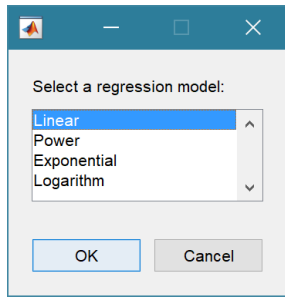 Select a regression model:
Linear
Power
Exponential
Logarithm
OK Cancel